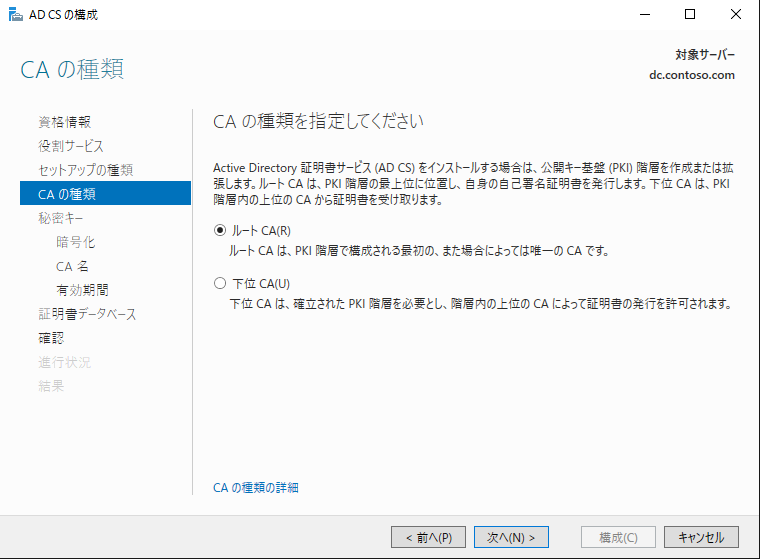 AD CS の構成
CA の種類
対象サーバー
dc.contoso.com
資格情報
役割サービス
セットアップの種類
CA の種類
秘密キー
暗号化
CA 名
有効期間
証明書データベース
確認
進行状況
結果
CA の種類を指定してください
Active Directory 証明書サービス (AD CS) をインストールする場合は、公開キー基盤 (PKI) 階層を作成または拡
張します。ルート CA は、PKI 階層の最上位に位置し、自身の自己署名証明書を発行します。下位 CA は、PKI
階層内の上位の CA から証明書を受け取ります。
ルート CA(R)
ルート CA は、PKI 階層で構成される最初の、また場合によっては唯一の CA です。
下位 CA(U)
下位 CA は、確立された PKI 階層を必要とし、階層内の上位の CA によって証明書の発行を許可されます。
CA の種類の詳細
< 前へ(P)
次へ(N) >
構成(C)
キャンセル